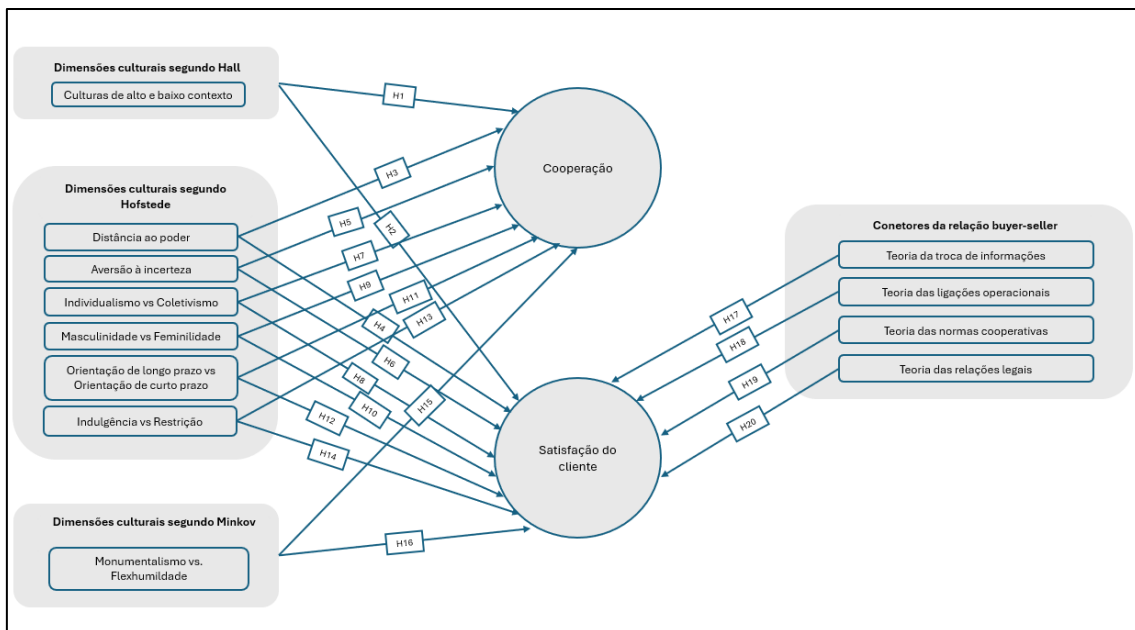 Dimensões culturais segundo Hall
Culturas de alto e baixo contexto
Dimensões culturais segundo
Hofstede
Distância ao poder
Aversão à incerteza
Individualismo vs Coletivismo
Masculinidade vs Feminilidade
Orientação de longo prazo vs
Orientação de curto prazo
Indulgência vs Restrição
Dimensões culturais segundo Minkov
Monumentalismo vs.
Flexhumildade
H1
H3
H2
H5
H7
H9
H11
H13
H4
H6
H8
H10
H15
H12
H14
H16
Cooperação
Satisfação do
cliente
H17
H18
H19
H20
Conetores da relação buyer-seller
Teoria da troca de informações
Teoria das ligações operacionais
Teoria das normas cooperativas
Teoria das relações legais